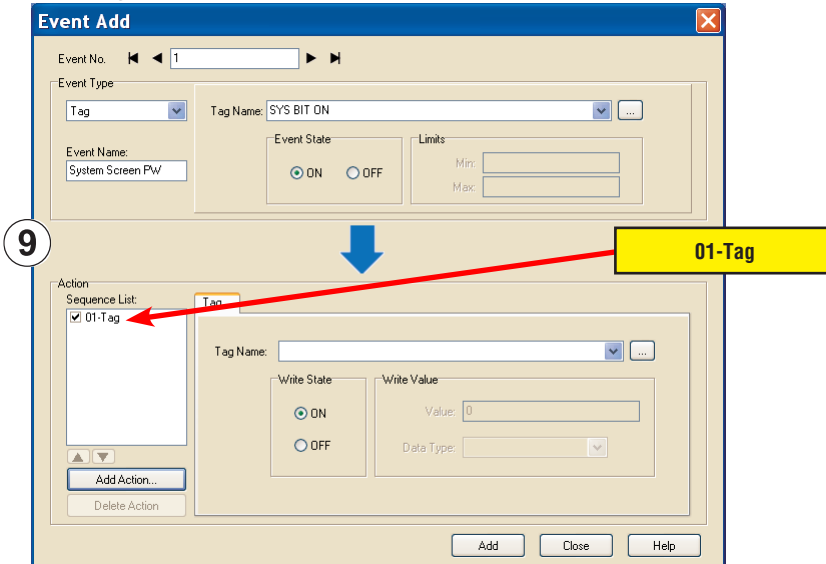 Event Add
Event No. 1
Event Type
Tag
Tag Name: SYS BIT ON ...
Event State
Limits
Event Name:
System Screen PW
ON OFF
Min:
Max:
9
01-Tag
Action
Sequence List:
Tag
01-Tag
Tag Name: ...
Write State
Write Value
ON
Value: 0
OFF
Data Type:
Add Action...
Delete Action
Add Close Help